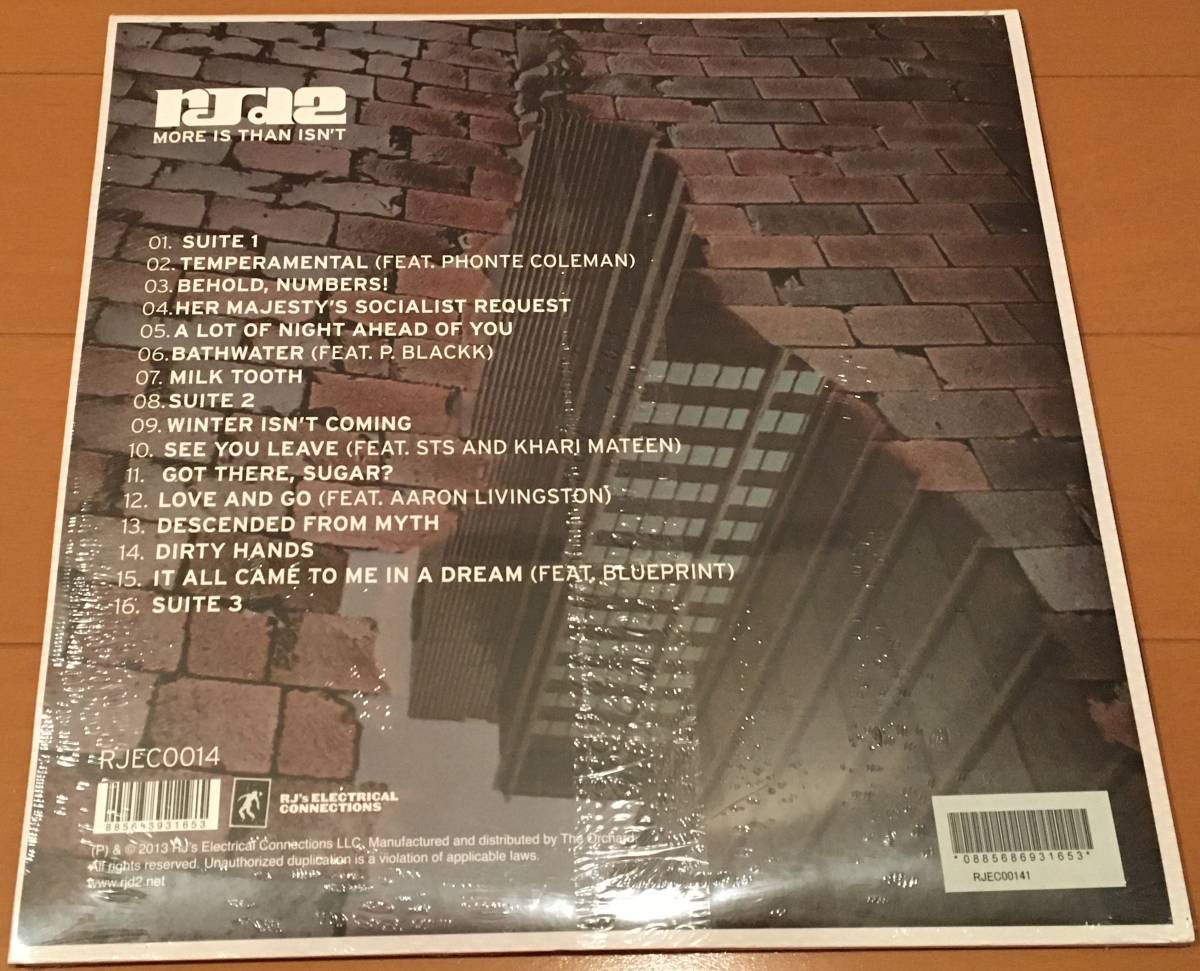 rJd2
MORE IS THAN ISN'T
01. SUITE 1
02. TEMPERAMENTAL (FEAT. PHONTE COLEMAN)
03. BEHOLD, NUMBERS!
04. HER MAJESTY'S SOCIALIST REQUEST
05. A LOT OF NIGHT AHEAD OF YOU
06. BATHWATER (FEAT. P. BLACKK)
07. MILK TOOTH
08. SUITE 2
09. WINTER ISN'T COMING
10. SEE YOU LEAVE (FEAT. STS AND KHARI MATEEN)
11. GOT THERE, SUGAR?
12. LOVE AND GO (FEAT. AARON LIVINGSTON)
13. DESCENDED FROM MYTH
14. DIRTY HANDS
15. IT ALL CAME TO ME IN A DREAM (FEAT. BLUEPRINT)
16. SUITE 3
RJEC0014
885686931653
RJ's ELECTRICAL
CONNECTIONS
(P) & © 2013 RJ's Electrical Connections LLC. Manufactured and distributed by The Orchard.
All rights reserved. Unauthorized duplication is a violation of applicable laws.
www.rjd2.net
*0885686931653*
RJEC00141